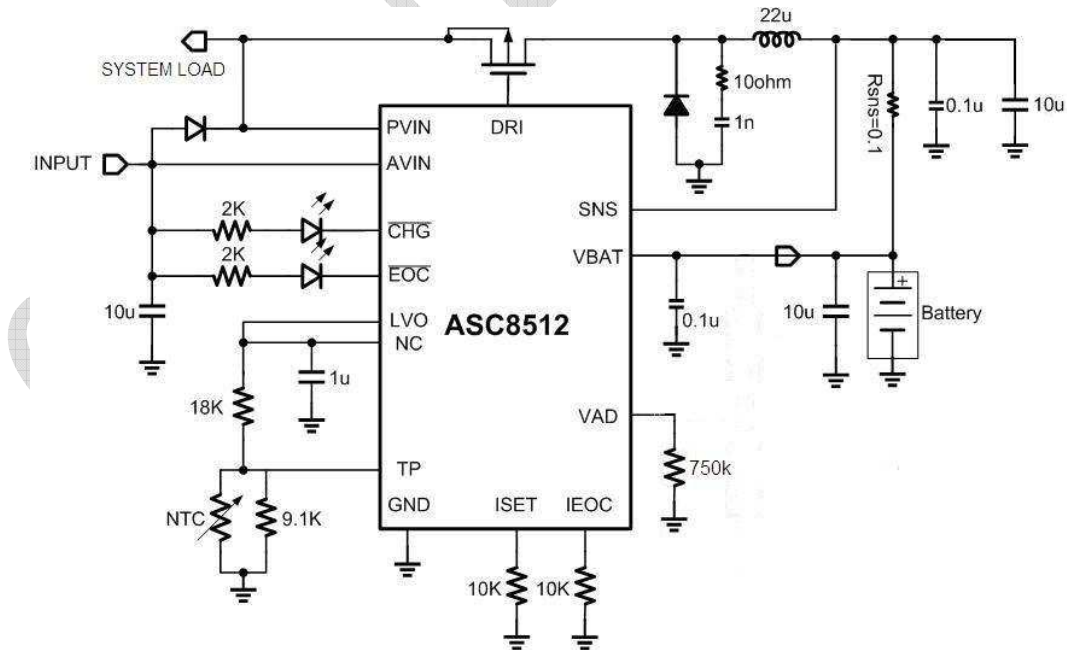 22u
SYSTEM LOAD
10ohm
1n
Rsns=0.1
0.1u
10u
PVIN
DRI
INPUT
AVIN
2K
CHG
SNS
2K
EOC
VBAT
10u
LVO
ASC8512
NC
0.1u
10u
+
Battery
1u
18K
VAD
TP
750k
NTC
9.1K
GND
ISET
IEOC
10K
10K